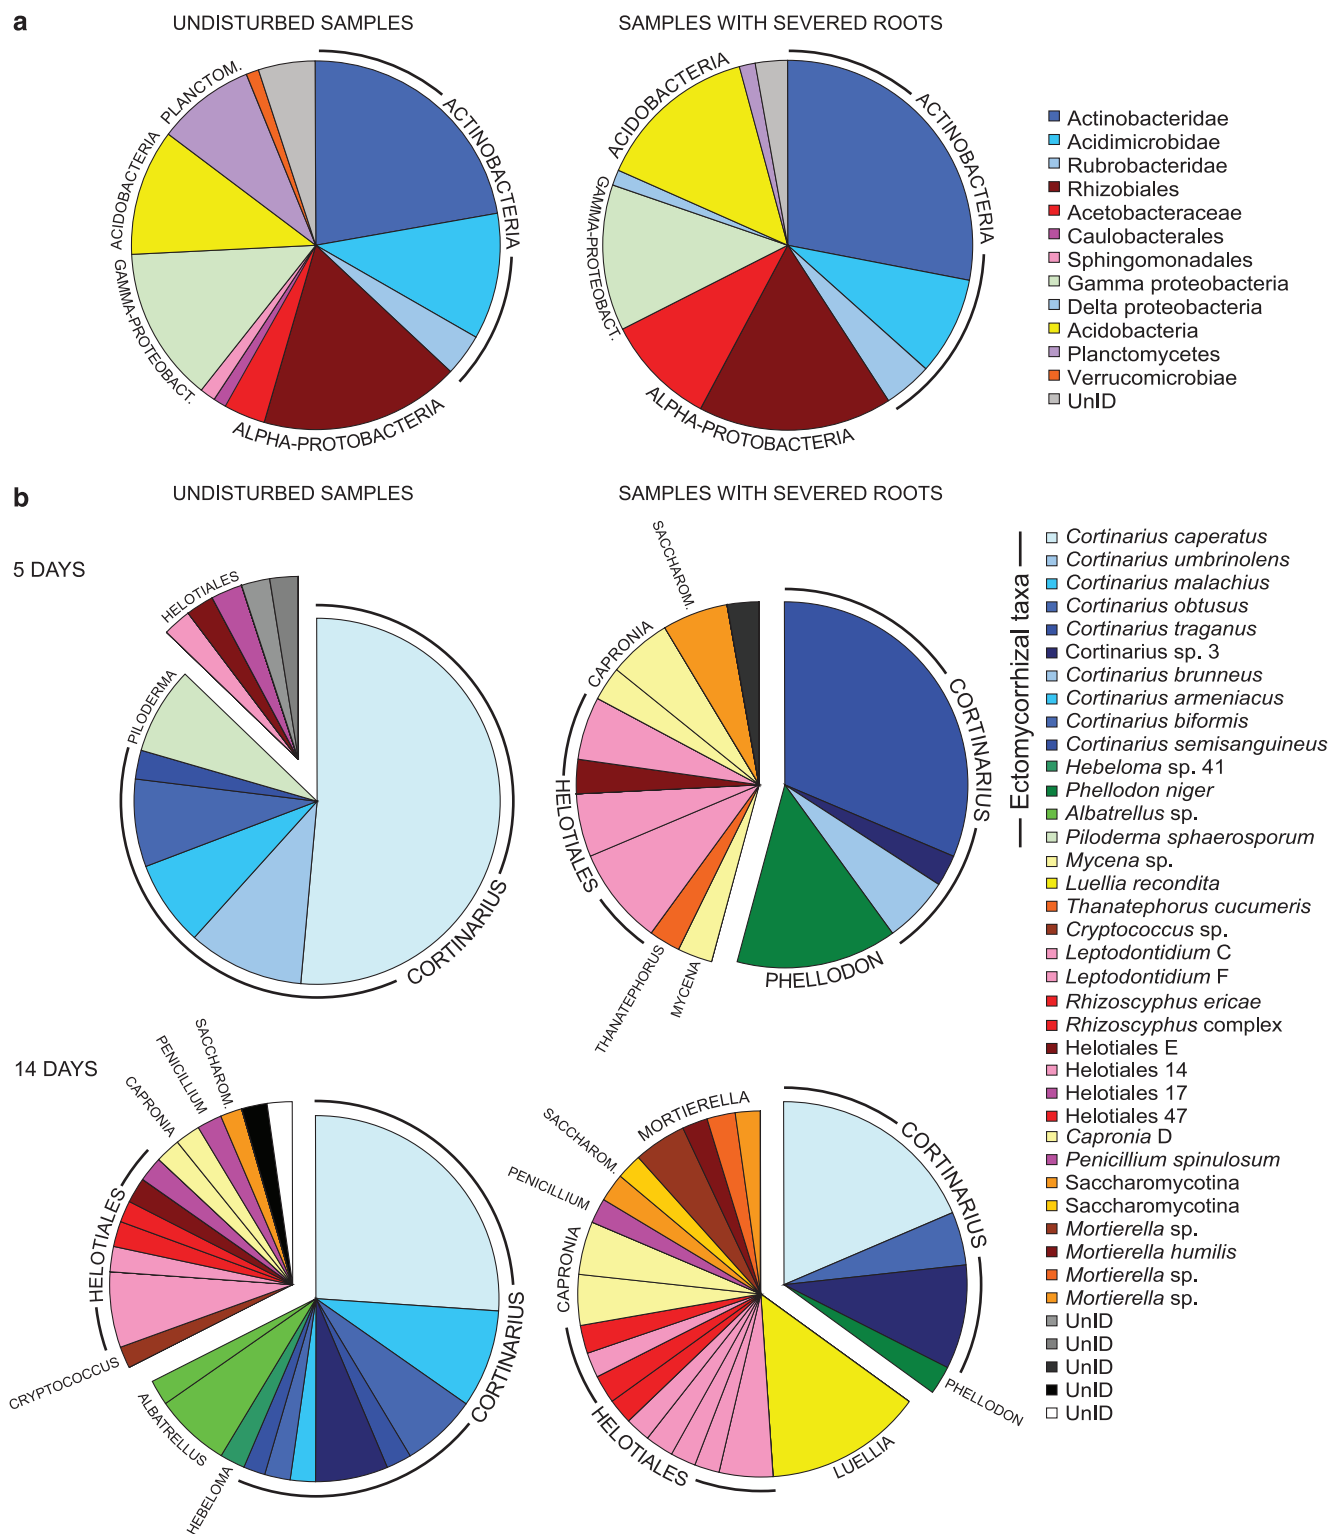 a
UNDISTURBED SAMPLES
SAMPLES WITH SEVERED ROOTS
PLANCTOM.
ACTINOBACTERIA
ACIDOBACTERIA
GAMMA-PROTEOBACT.
ALPHA-PROTOBACTERIA
ACIDOBACTERIA
ACTINOBACTERIA
GAMMA-PROTEOBACT.
ALPHA-PROTOBACTERIA
Actinobacteridae
Acidimicrobidae
Rubrobacteridae
Rhizobiales
Acetobacteraceae
Caulobacterales
Sphingomonadales
Gamma proteobacteria
Delta proteobacteria
Acidobacteria
Planctomycetes
Verrucomicrobiae
UnID
b
UNDISTURBED SAMPLES
SAMPLES WITH SEVERED ROOTS
5 DAYS
HELOTIALES
PILODERMA
CORTINARIUS
SACCHAROM.
CAPRONIA
HELOTIALES
THANATEPHORUS
MYCENA
CORTINARIUS
PHELLODON
14 DAYS
SACCHAROM.
PENICILLIUM
CAPRONIA
HELOTIALES
CRYPTOCOCCUS
ALBATRELLUS
HEBELOMA
CORTINARIUS
MORTIERELLA
SACCHAROM.
PENICILLIUM
CAPRONIA
HELOTIALES
CORTINARIUS
PHELLODON
LUELLIA
Ectomycorrhizal taxa
Cortinarius caperatus
Cortinarius umbrinolens
Cortinarius malachius
Cortinarius obtusus
Cortinarius traganus
Cortinarius sp. 3
Cortinarius brunneus
Cortinarius armeniacus
Cortinarius biformis
Cortinarius semisanguineus
Hebeloma sp. 41
Phellodon niger
Albatrellus sp.
Piloderma sphaerosporum
Mycena sp.
Luellia recondita
Thanatephorus cucumeris
Cryptococcus sp.
Leptodontidium C
Leptodontidium F
Rhizoscyphus ericae
Rhizoscyphus complex
Helotiales E
Helotiales 14
Helotiales 17
Helotiales 47
Capronia D
Penicillium spinulosum
Saccharomycotina
Saccharomycotina
Mortierella sp.
Mortierella humilis
Mortierella sp.
Mortierella sp.
UnID
UnID
UnID
UnID
UnID